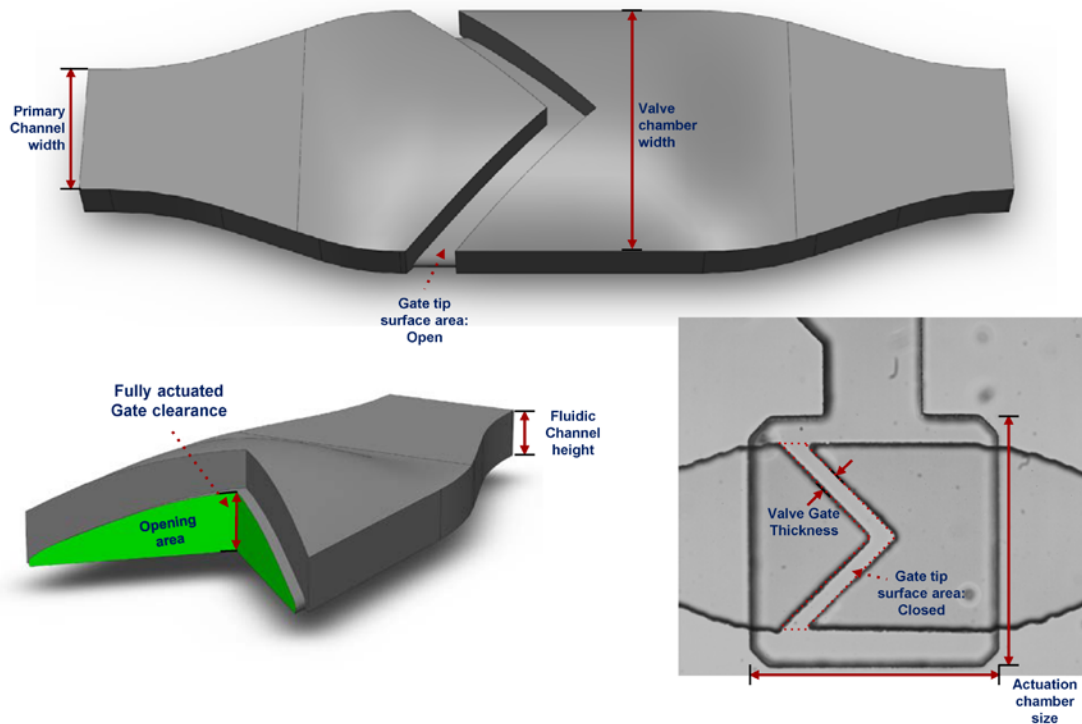 Primary
Channel
width
Valve
chamber
width
Gate tip
surface area:
Open
Fully actuated
Gate clearance
Opening
area
Fluidic
Channel
height
Valve Gate
Thickness
Gate tip
surface area:
Closed
Actuation
chamber
size